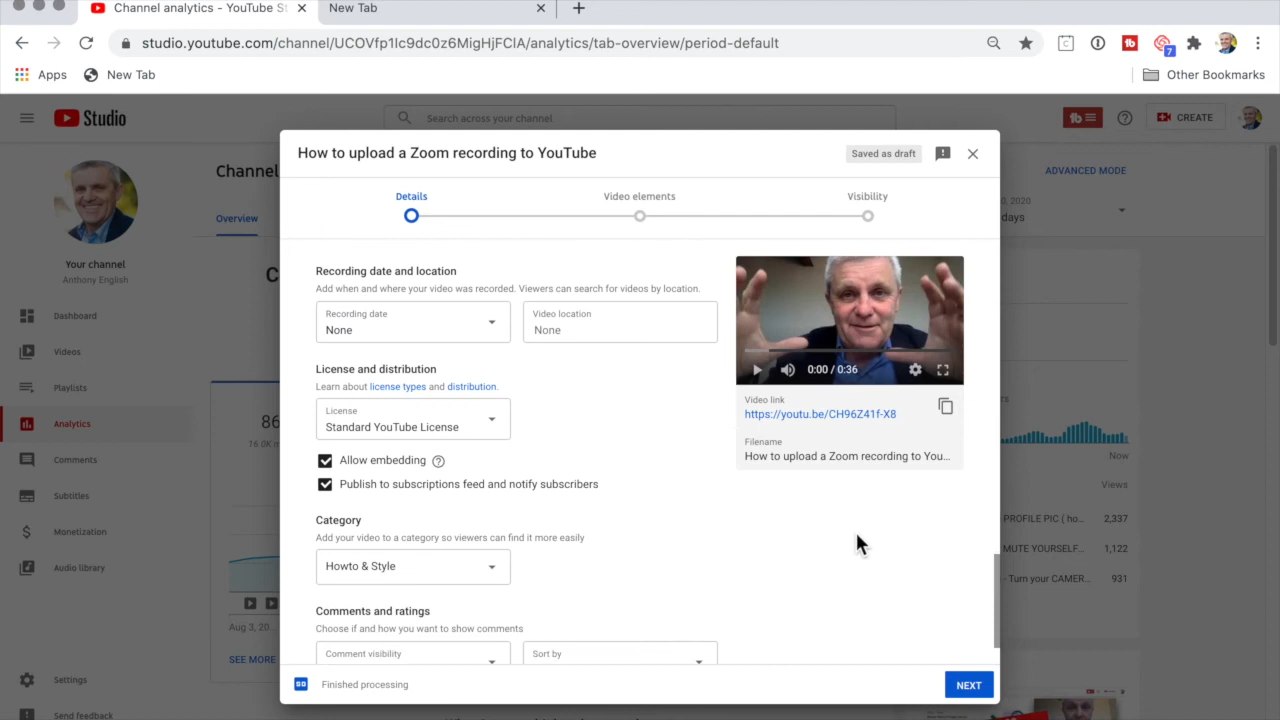 Channel analytics - YouTube St
New Tab
studio.youtube.com/channel/UCOVfp1Ic9dc0z6MigHjFCIA/analytics/tab-overview/period-default
7
Apps
New Tab
Other Bookmarks
Studio
Search across your channel
CREATE
Your channel
Anthony English
Dashboard
Videos
Playlists
Analytics
Comments
Subtitles
Monetization
Audio library
Settings
Send feedback
Channel
Overview
C
86
16.0K
Aug 3, 20...
SEE MORE
How to upload a Zoom recording to YouTube
Saved as draft
Details
Video elements
Visibility
Recording date and location
Add when and where your video was recorded. Viewers can search for videos by location.
Recording date
None
Video location
None
License and distribution
Learn about license types and distribution.
License
Standard YouTube License
Allow embedding
Publish to subscriptions feed and notify subscribers
Category
Add your video to a category so viewers can find it more easily
Howto & Style
Comments and ratings
Choose if and how you want to show comments
Comment visibility
Sort by
0:00 / 0:36
Video link
https://youtu.be/CH96Z41f-X8
Filename
How to upload a Zoom recording to You...
SD
Finished processing
NEXT
ADVANCED MODE
0, 2020
days
Now
Views
PROFILE PIC ( ho...
2,337
MUTE YOURSELF...
1,122
- Turn your CAMER...
931